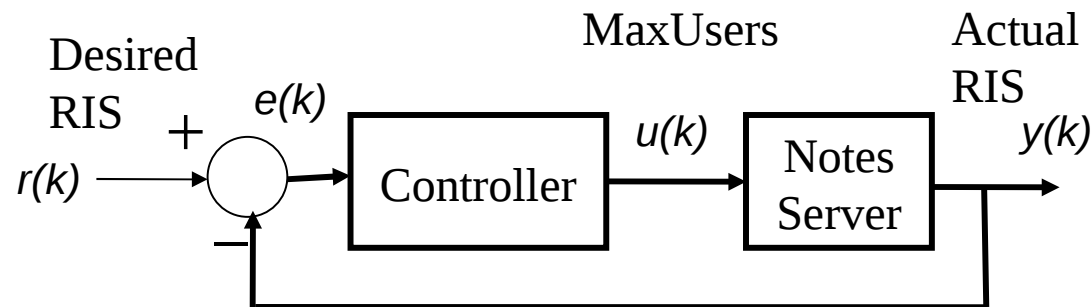 Desired
RIS
r(k)
+
−
e(k)
Controller
MaxUsers
u(k)
Notes
Server
Actual
RIS
y(k)